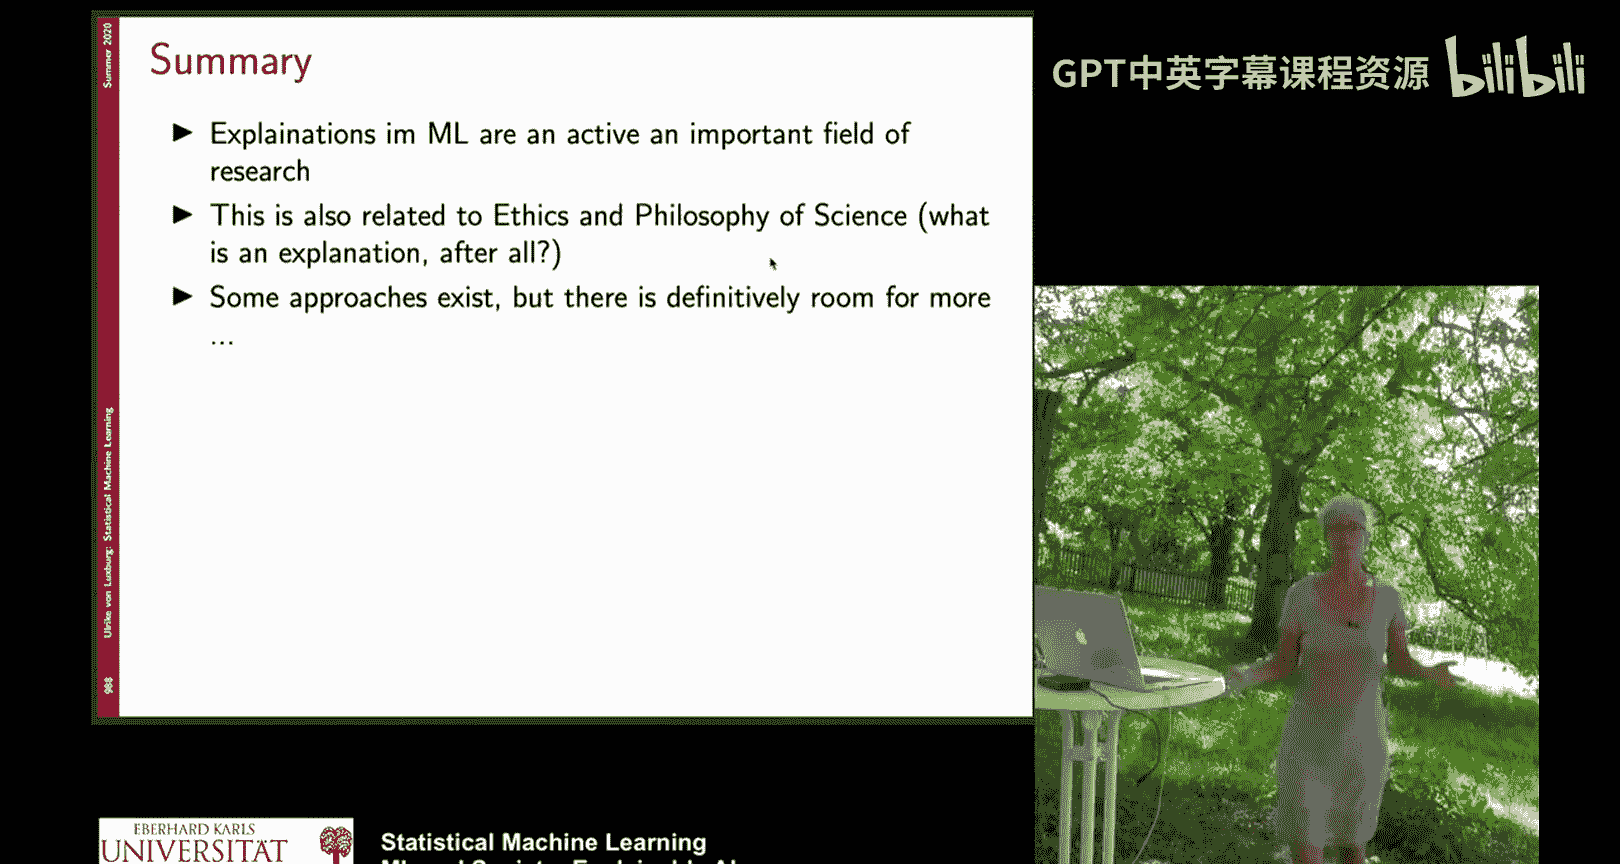 Summary
▶ Explainations im ML are an active an important field of
research
▶ This is also related to Ethics and Philosophy of Science (what
is an explanation, after all?)
▶ Some approaches exist, but there is definitively room for more
...
Summer 2020
Ulrike von Luxburg: Statistical Machine Learning
988
GPT中英字幕课程资源 bilibili
EBERHARD KARLS
UNIVERSITÄT
Statistical Machine Learning